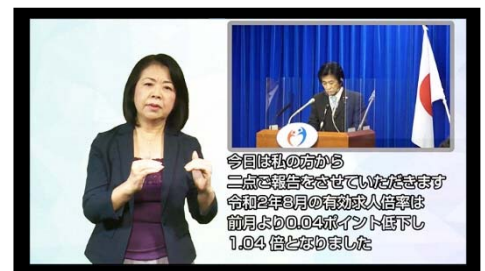 今日は私の方から
二点ご報告をさせていただきます
令和2年8月の有効求人倍率は
前月より0.04ポイント低下し
1.04 倍となりました